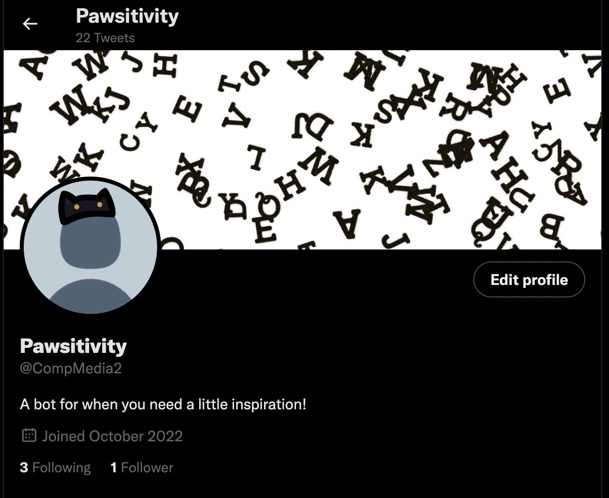 Pawsitivity
22 Tweets
Edit profile
Pawsitivity
@CompMedia2
A bot for when you need a little inspiration!
Joined October 2022
3 Following 1 Follower